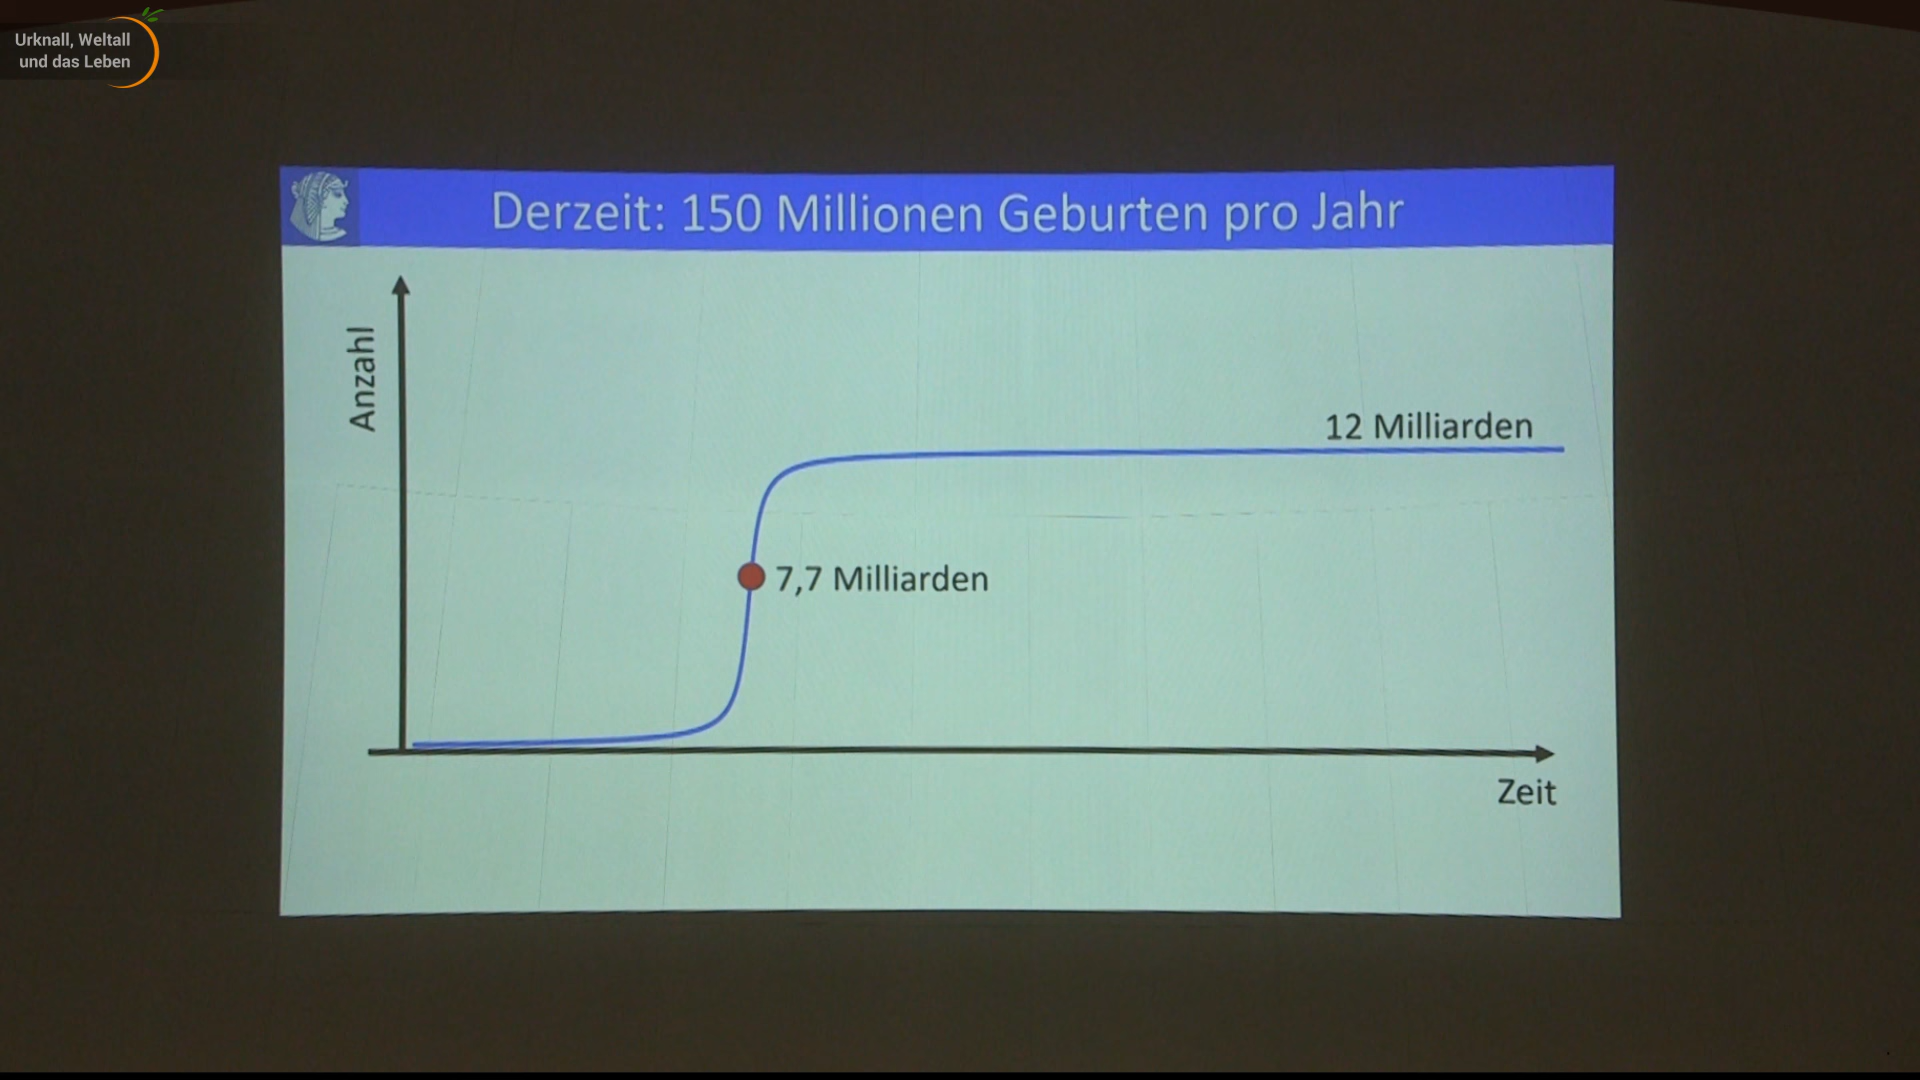 Urknall, Weltall
und das Leben
Derzeit: 150 Millionen Geburten pro Jahr
Anzahl
12 Milliarden
7,7 Milliarden
Zeit